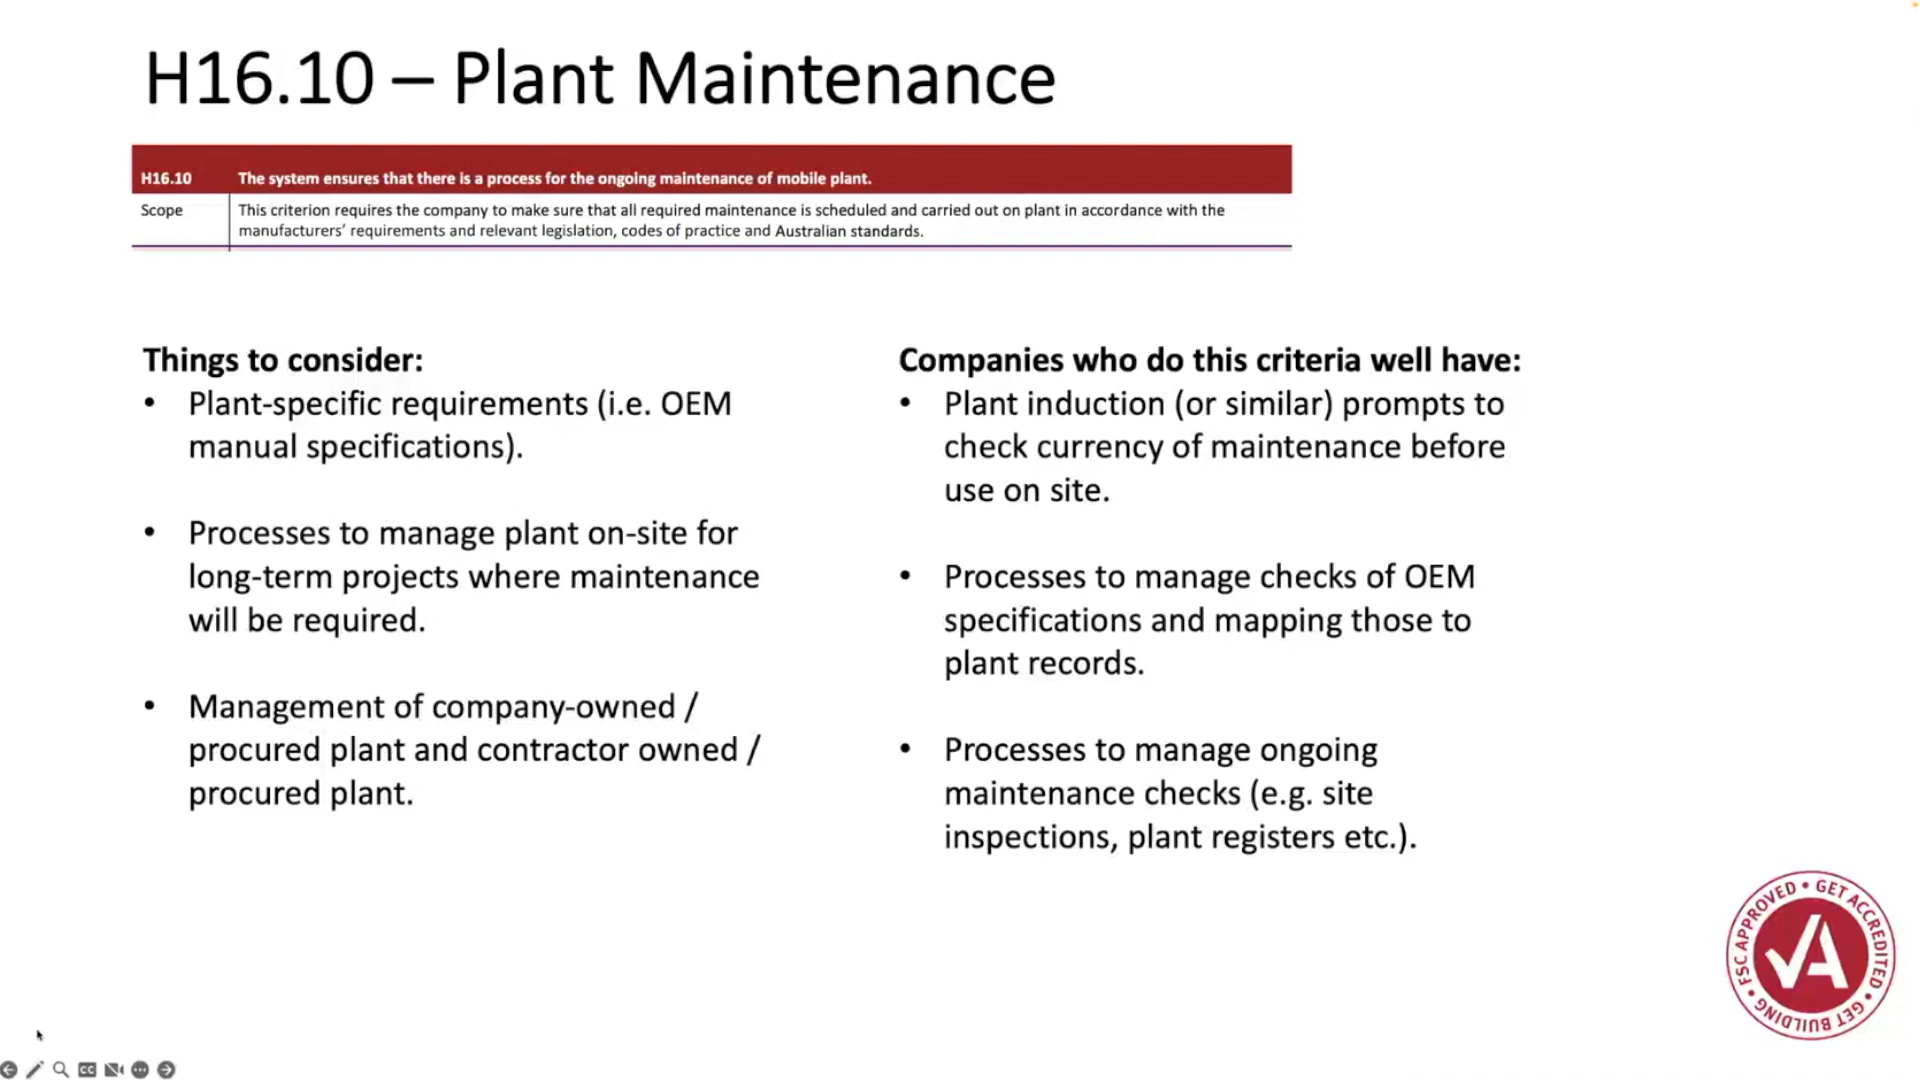 H16.10 – Plant Maintenance
H16.10 The system ensures that there is a process for the ongoing maintenance of mobile plant.
Scope This criterion requires the company to make sure that all required maintenance is scheduled and carried out on plant in accordance with the
manufacturers’ requirements and relevant legislation, codes of practice and Australian standards.
Things to consider:
• Plant-specific requirements (i.e. OEM
manual specifications).
• Processes to manage plant on-site for
long-term projects where maintenance
will be required.
• Management of company-owned /
procured plant and contractor owned /
procured plant.
Companies who do this criteria well have:
• Plant induction (or similar) prompts to
check currency of maintenance before
use on site.
• Processes to manage checks of OEM
specifications and mapping those to
plant records.
• Processes to manage ongoing
maintenance checks (e.g. site
inspections, plant registers etc.).
FSC APPROVED • GET ACCREDITED • GET BUILDING •
A
CC